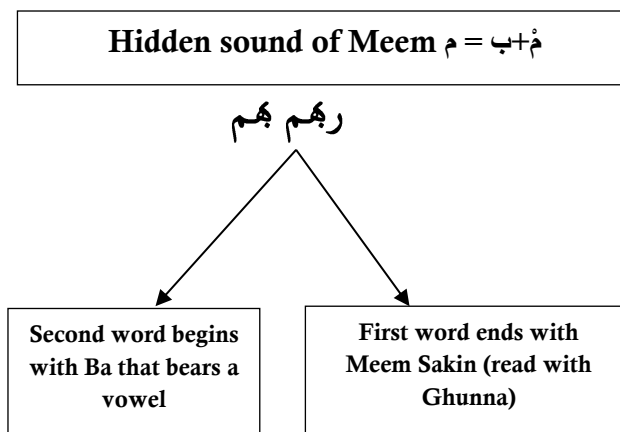 Hidden sound of Meem مْ+ب = م
ربهم بهم
Second word begins
with Ba that bears a
vowel
First word ends with
Meem Sakin (read with
Ghunna)